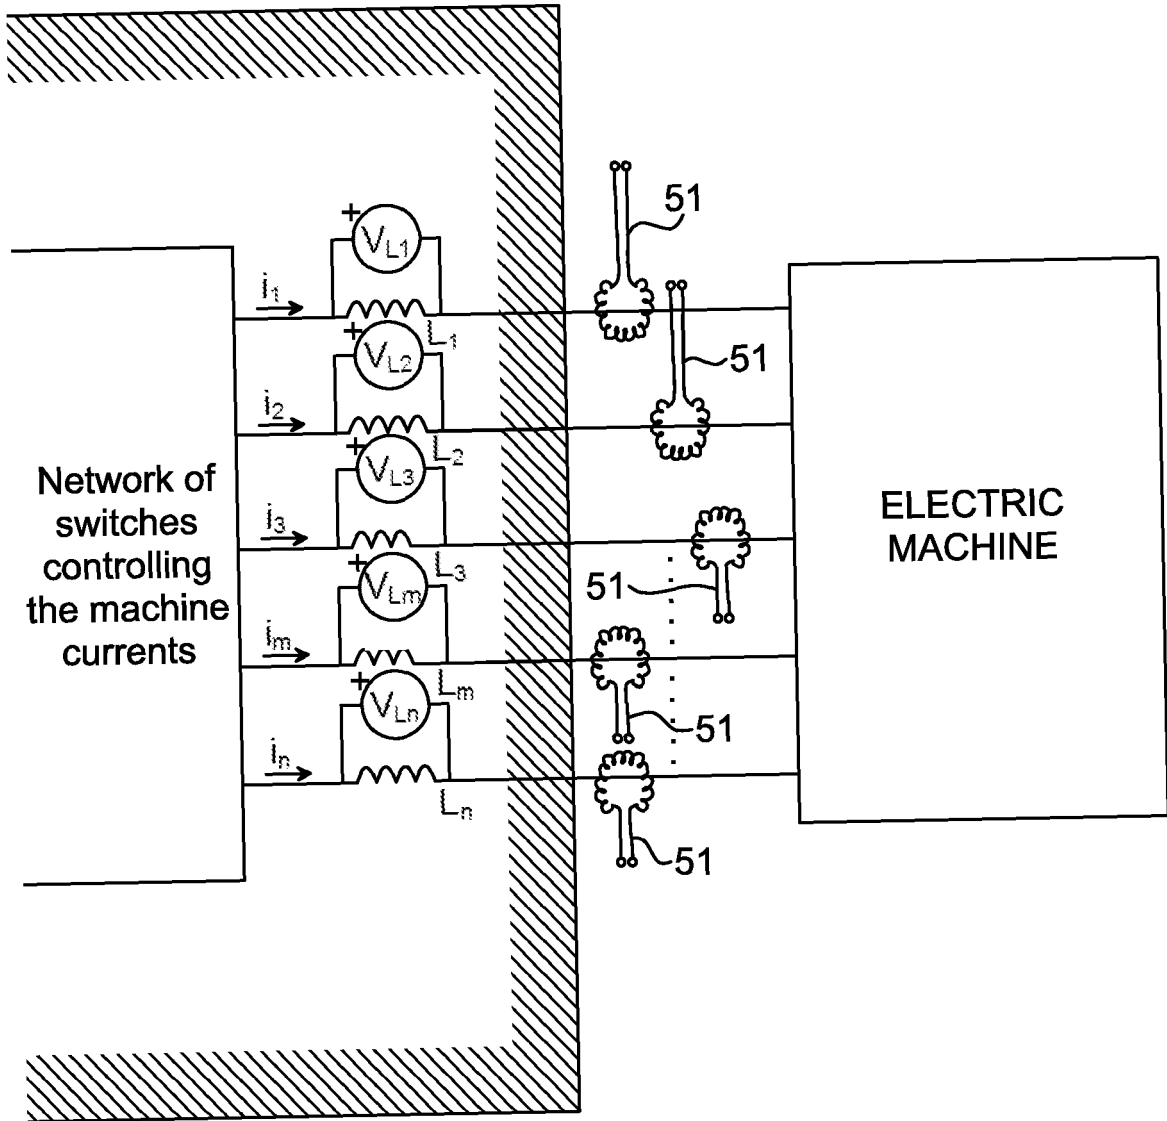 51
+
VL1
i1
L1
51
+
VL2
i2
L2
+
VL3
i3
L3
Network of
switches
controlling
the machine
currents
ELECTRIC
MACHINE
51
+
VLm
im
Lm
51
+
VLn
in
Ln
51